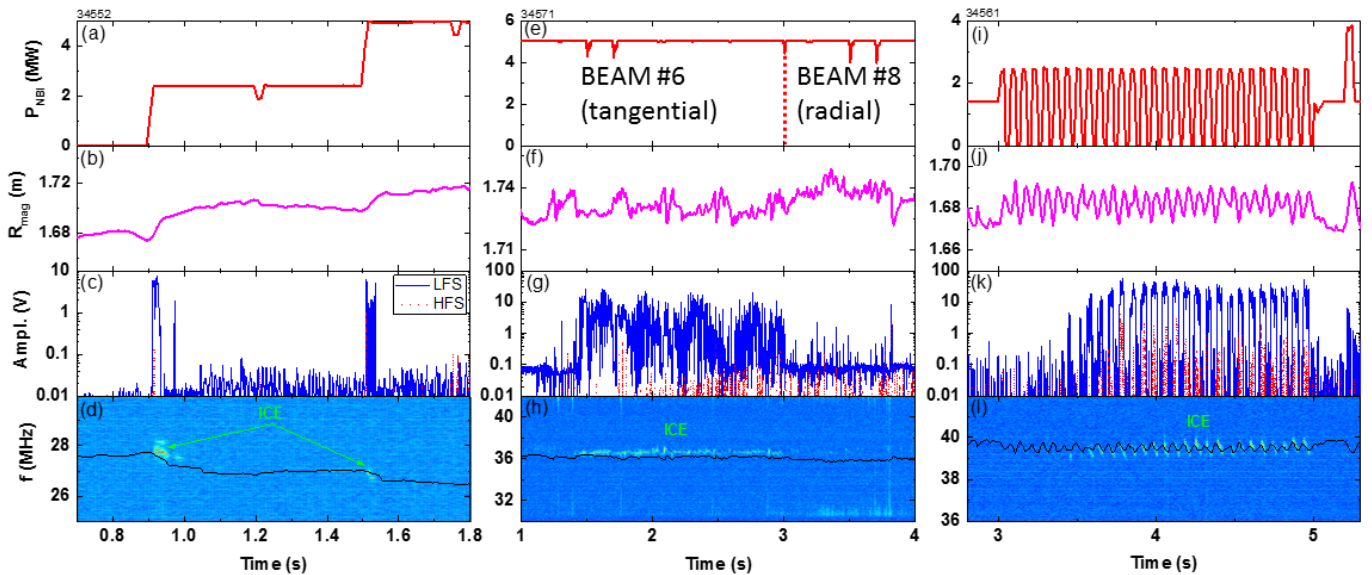 34552
(a)
P_NBI (MW)
4
2
0
(b)
R_mag (m)
1.72
1.68
(c)
LFS
HFS
Ampl. (V)
10
1
0.1
0.01
(d)
ICE
f (MHz)
28
26
0.8 1.0 1.2 1.4 1.6 1.8
Time (s)
34571
(e)
6
4
2
0
BEAM #6
(tangential)
BEAM #8
(radial)
(f)
1.74
1.71
(g)
100
10
1
0.1
0.01
(h)
ICE
40
36
32
1 2 3 4
Time (s)
34561
(i)
4
2
0
(j)
1.70
1.68
1.66
(k)
100
10
1
0.1
0.01
(l)
ICE
40
38
36
3 4 5
Time (s)